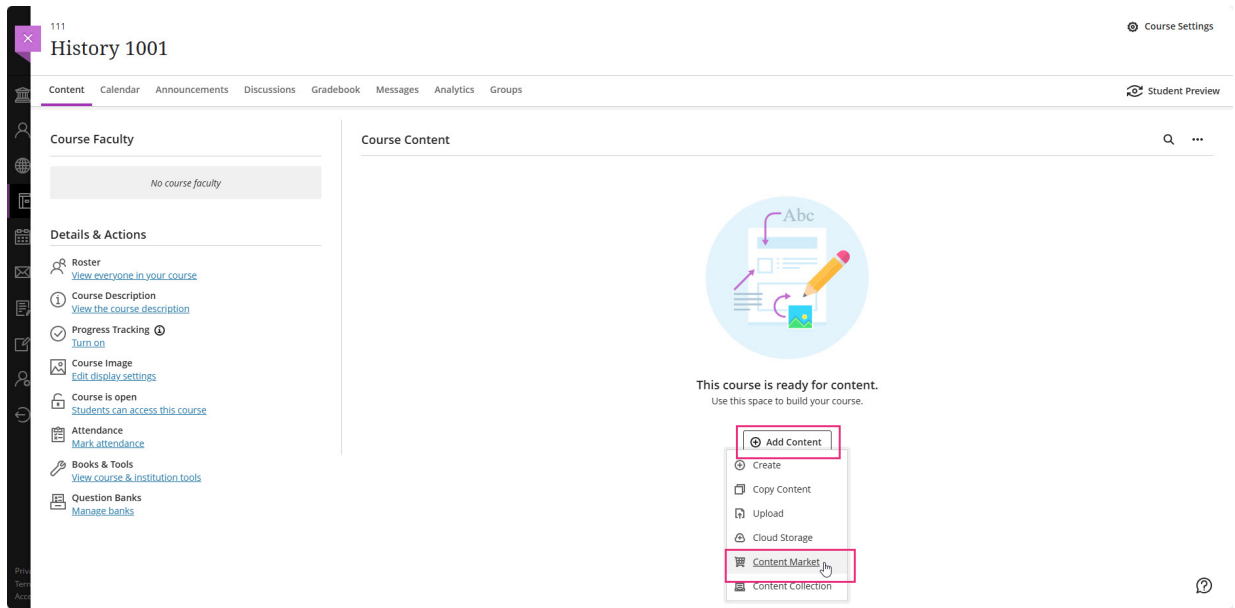 111
History 1001
Course Settings
Content Calendar Announcements Discussions Gradebook Messages Analytics Groups
Student Preview
Course Faculty
No course faculty
Details & Actions
Roster
View everyone in your course
Course Description
View the course description
Progress Tracking
Turn on
Course Image
Edit display settings
Course is open
Students can access this course
Attendance
Mark attendance
Books & Tools
View course & institution tools
Question Banks
Manage banks
Course Content
Abc
This course is ready for content.
Use this space to build your course.
Add Content
Create
Copy Content
Upload
Cloud Storage
Content Market
Content Collection